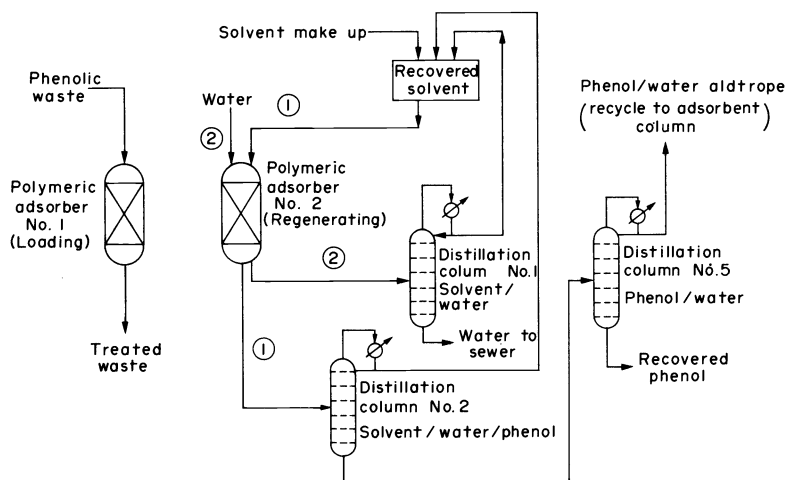 Solvent make up
Recovered
solvent
Phenolic
waste
Water
1
2
Polymeric
adsorber
No. 1
(Loading)
Treated
waste
Polymeric
adsorber
No. 2
(Regenerating)
2
1
Distillation
colum No.1
Solvent/
water
Water to
sewer
Distillation
column No.2
Solvent/water/phenol
Phenol/water aldtrope
(recycle to adsorbent)
column
Distillation
column No.5
Phenol/water
Recovered
phenol